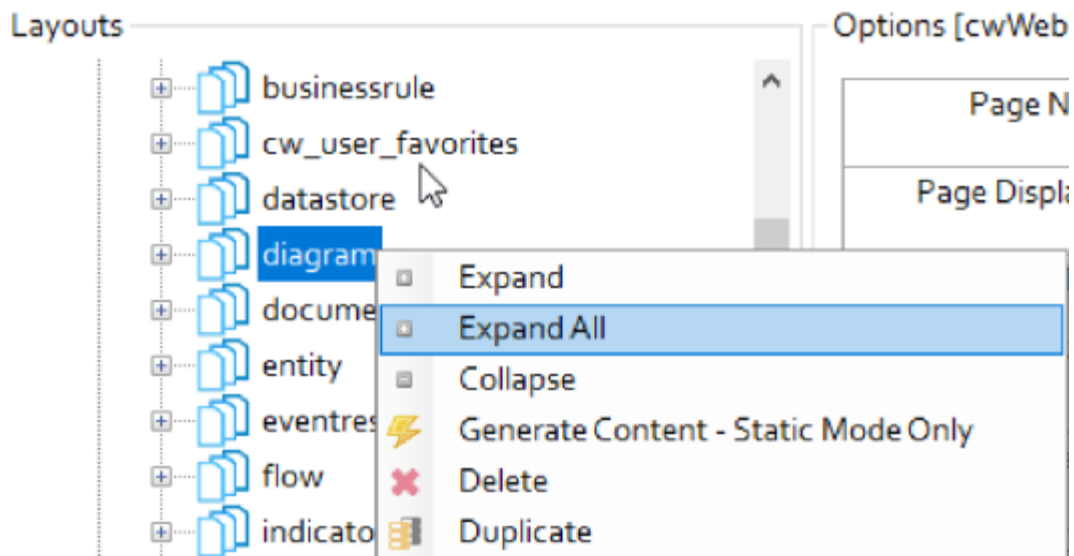 Layouts
Options [cwWeb
businessrule
cw_user_favorites
datastore
diagram
docume
entity
eventres
flow
indicato
Page N
Page Displa
Expand
Expand All
Collapse
Generate Content - Static Mode Only
Delete
Duplicate